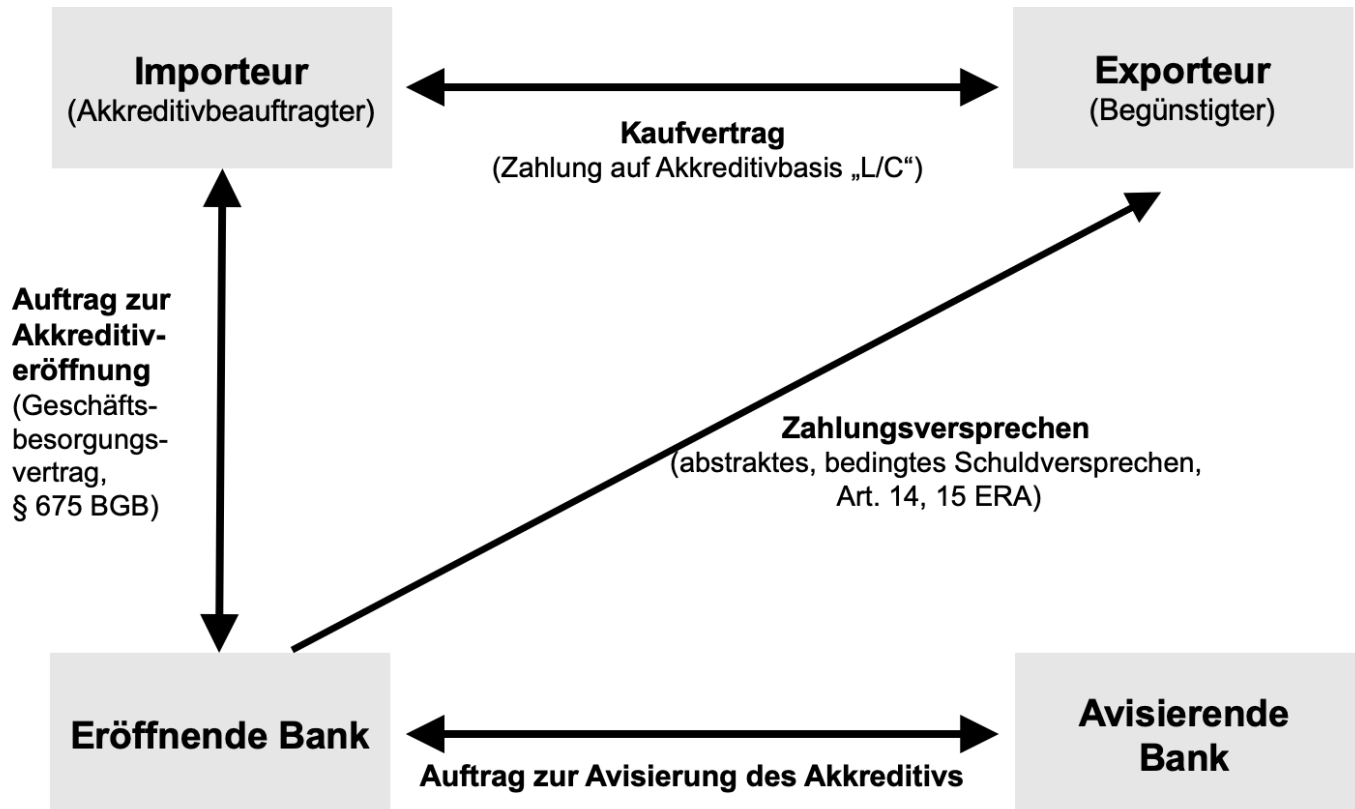 Importeur
(Akkreditivbeauftragter)
Exporteur
(Begünstigter)
Kaufvertrag
(Zahlung auf Akkreditivbasis „L/C“)
Auftrag zur
Akkreditiv-
eröffnung
(Geschäfts-
besorgungs-
vertrag,
§ 675 BGB)
Zahlungsversprechen
(abstraktes, bedingtes Schuldversprechen,
Art. 14, 15 ERA)
Eröffnende Bank
Avisierende
Bank
Auftrag zur Avisierung des Akkreditivs